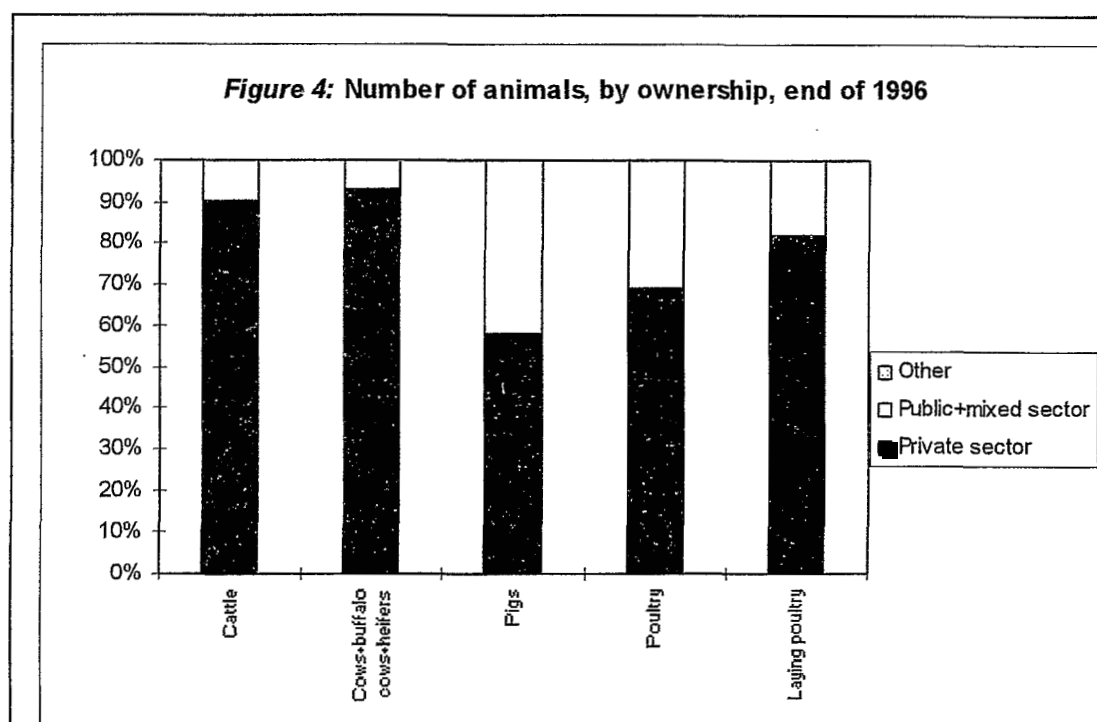 Figure 4: Number of animals, by ownership, end of 1996
100%
90%
80%
70%
60%
50%
40%
30%
20%
10%
0%
Cattle
Cows+buffalo
cows+heifers
Pigs
Poultry
Laying poultry
Other
Public+mixed sector
Private sector